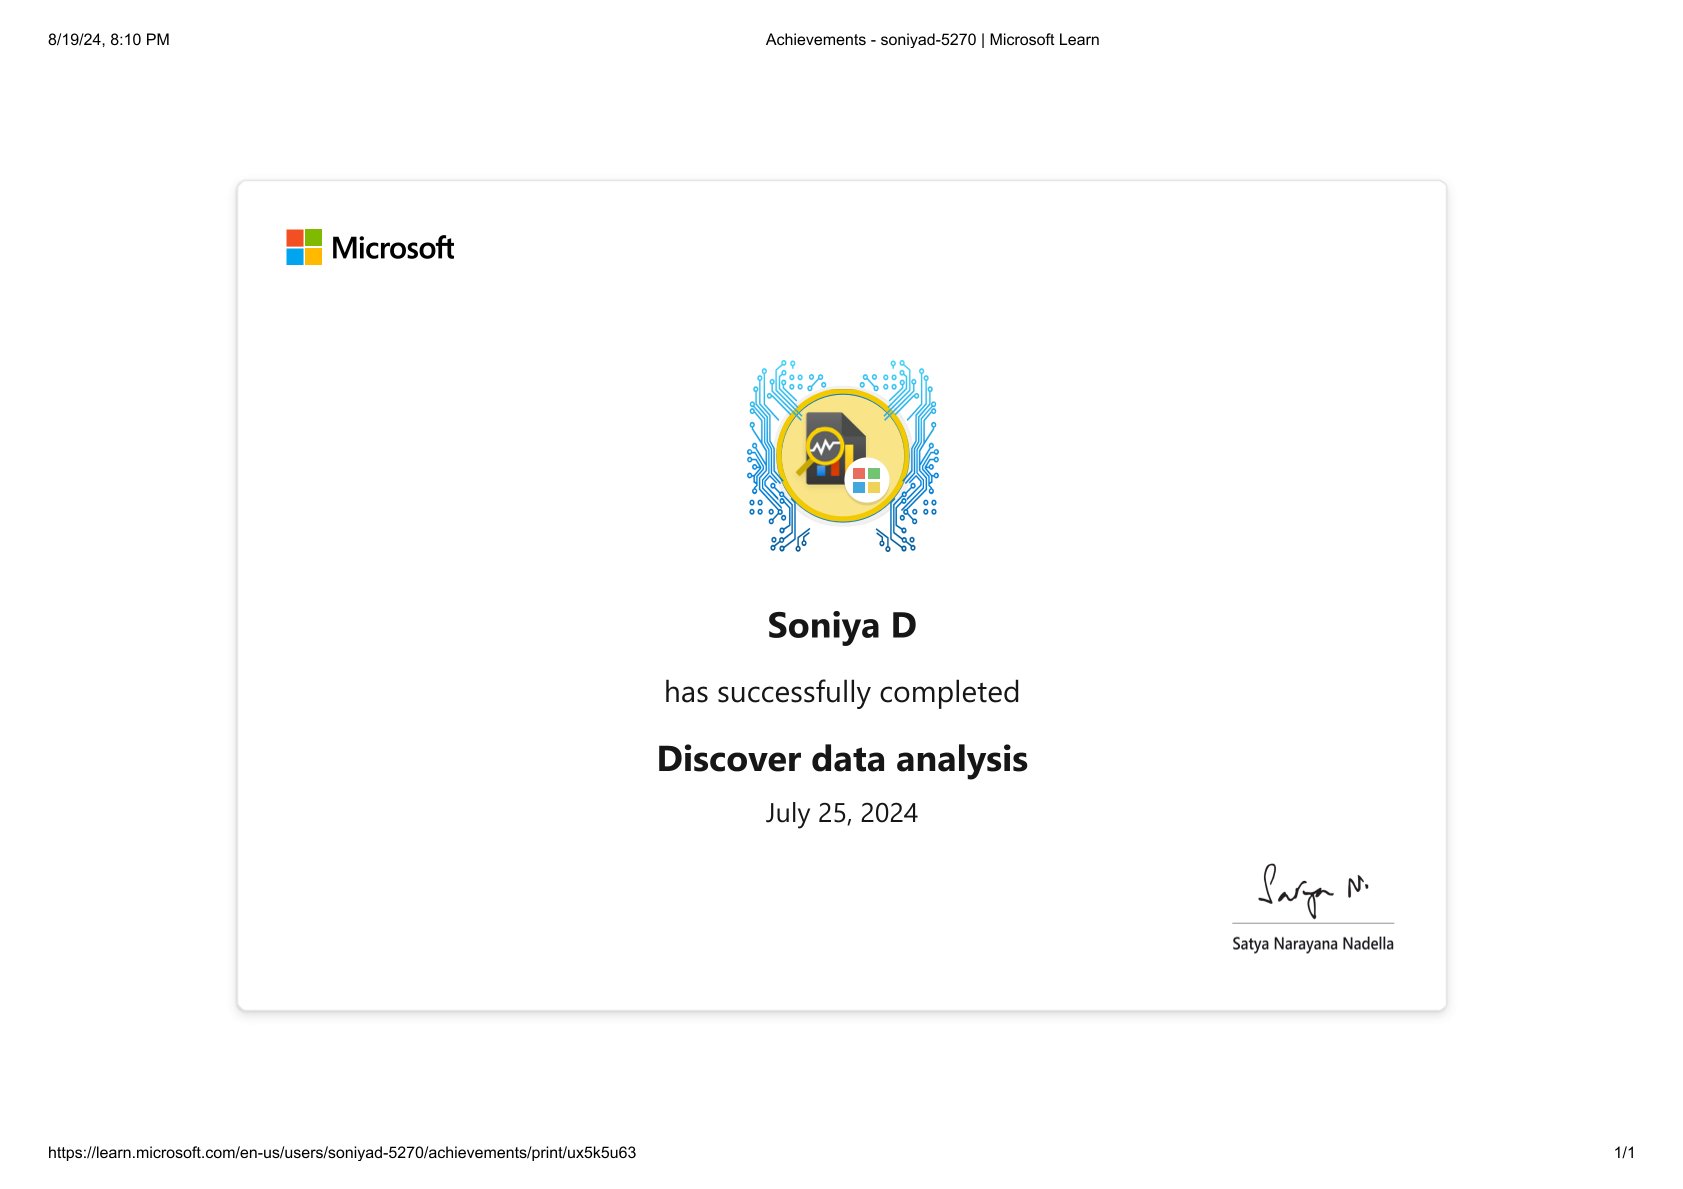 8/19/24, 8:10 PM
Achievements - soniyad-5270 | Microsoft Learn
Microsoft
Soniya D
has successfully completed
Discover data analysis
July 25, 2024
Satya N.
Satya Narayana Nadella
https://learn.microsoft.com/en-us/users/soniyad-5270/achievements/print/ux5k5u63
1/1